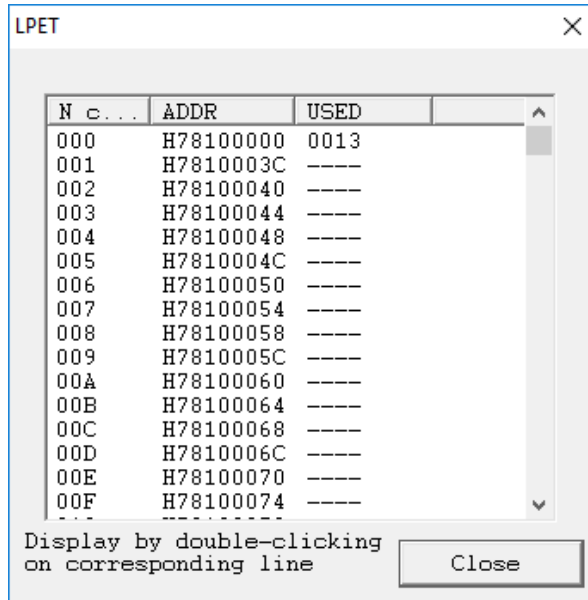 LPET
N c... ADDR USED
000 H78100000 0013
001 H7810003C ----
002 H78100040 ----
003 H78100044 ----
004 H78100048 ----
005 H7810004C ----
006 H78100050 ----
007 H78100054 ----
008 H78100058 ----
009 H7810005C ----
00A H78100060 ----
00B H78100064 ----
00C H78100068 ----
00D H7810006C ----
00E H78100070 ----
00F H78100074 ----
Display by double-clicking
on corresponding line
Close